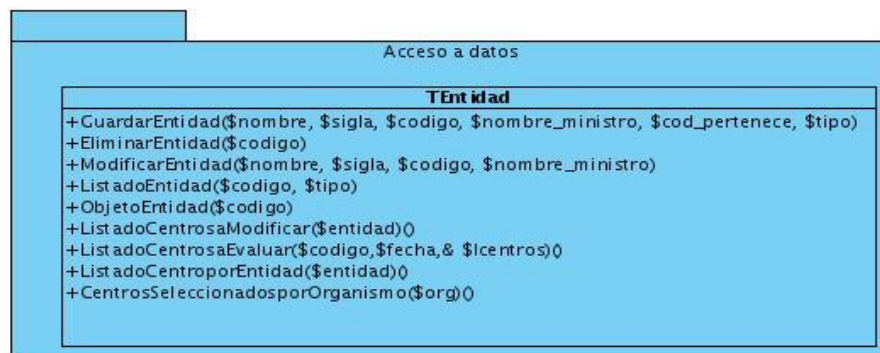 Acceso a datos
TEntidad
+GuardarEntidad($nombre, $sigla, $codigo, $nombre_ministro, $cod_pertenece, $tipo)
+EliminarEntidad($codigo)
+ModificarEntidad($nombre, $sigla, $codigo, $nombre_ministro)
+ListadoEntidad($codigo, $tipo)
+ObjetoEntidad($codigo)
+ListadoCentrosaModificar($entidad)()
+ListadoCentrosaEvaluar($codigo,$fecha,& $lcentros)()
+ListadoCentroporEntidad($entidad)()
+CentrosSeleccionadosporOrganismo($org)()